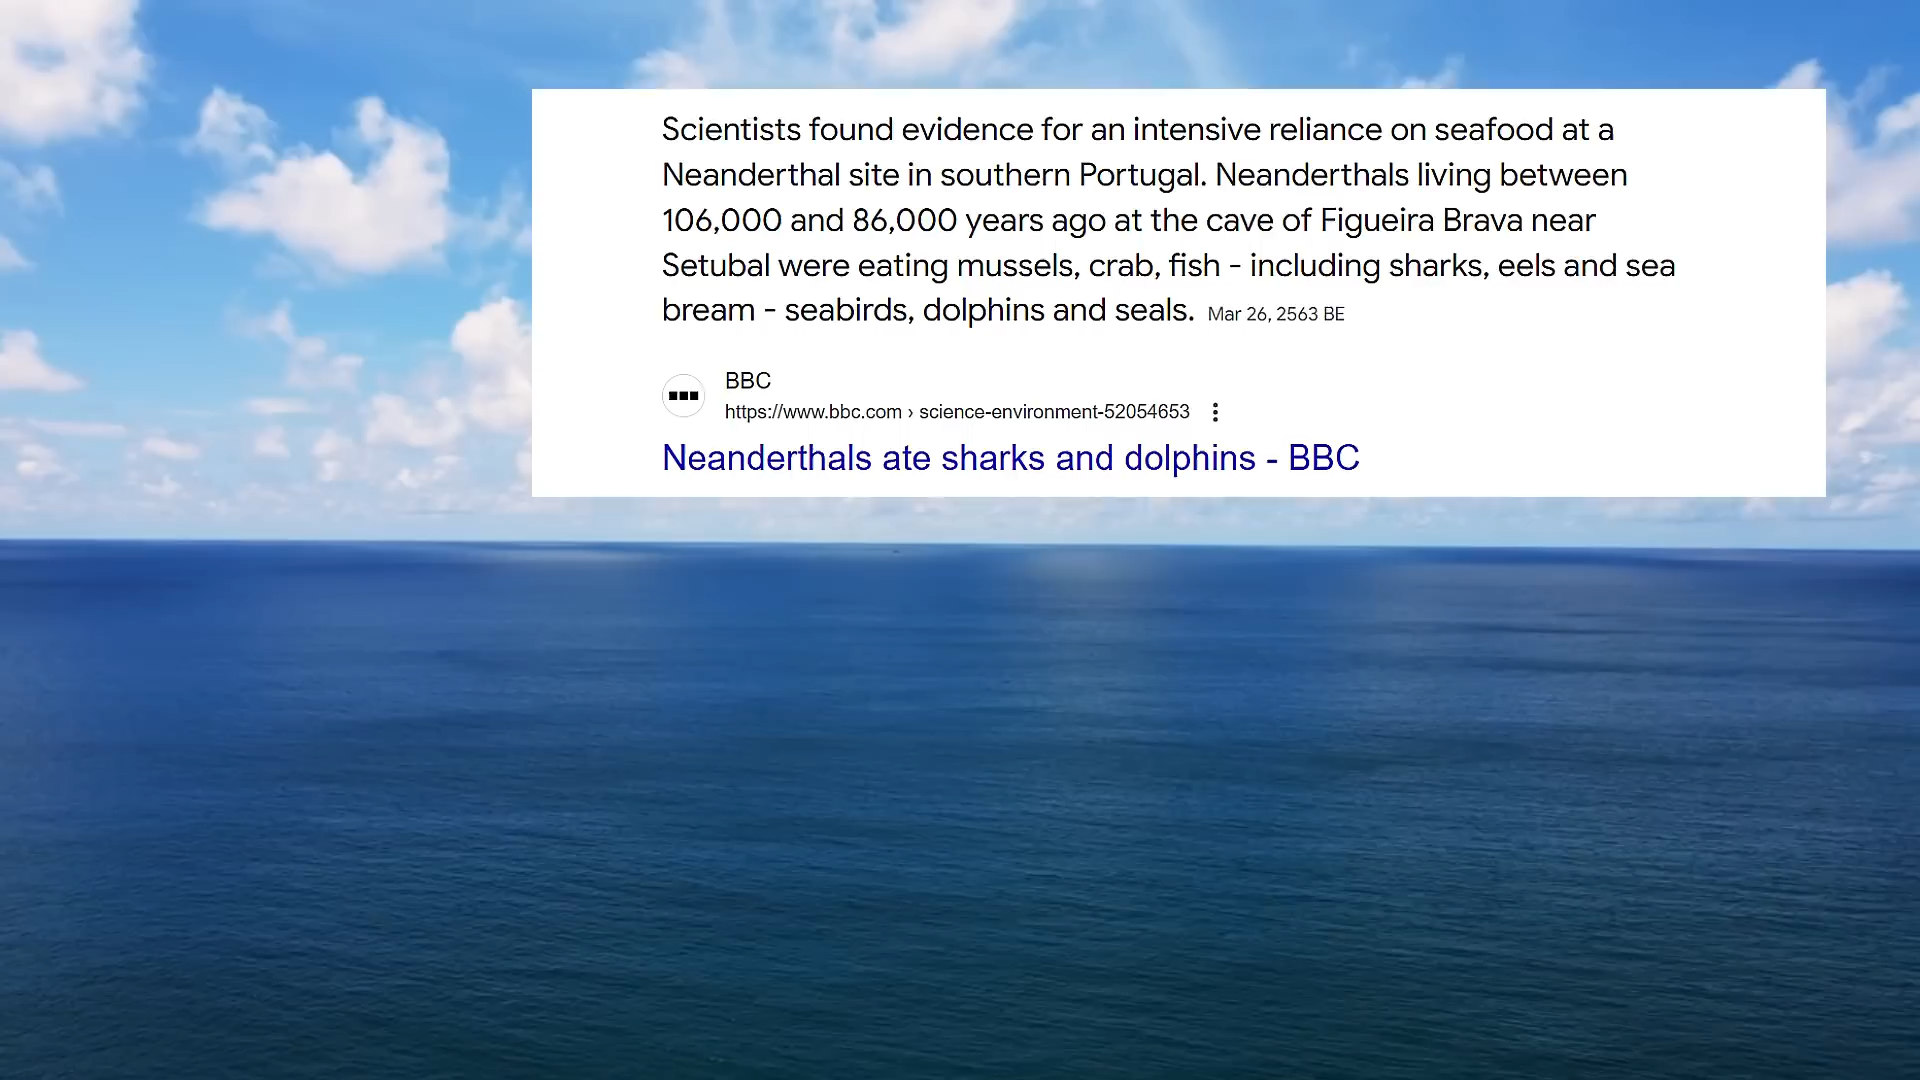 Scientists found evidence for an intensive reliance on seafood at a
Neanderthal site in southern Portugal. Neanderthals living between
106,000 and 86,000 years ago at the cave of Figueira Brava near
Setubal were eating mussels, crab, fish - including sharks, eels and sea
bream - seabirds, dolphins and seals. Mar 26, 2563 BE
BBC
https://www.bbc.com › science-environment-52054653
Neanderthals ate sharks and dolphins - BBC